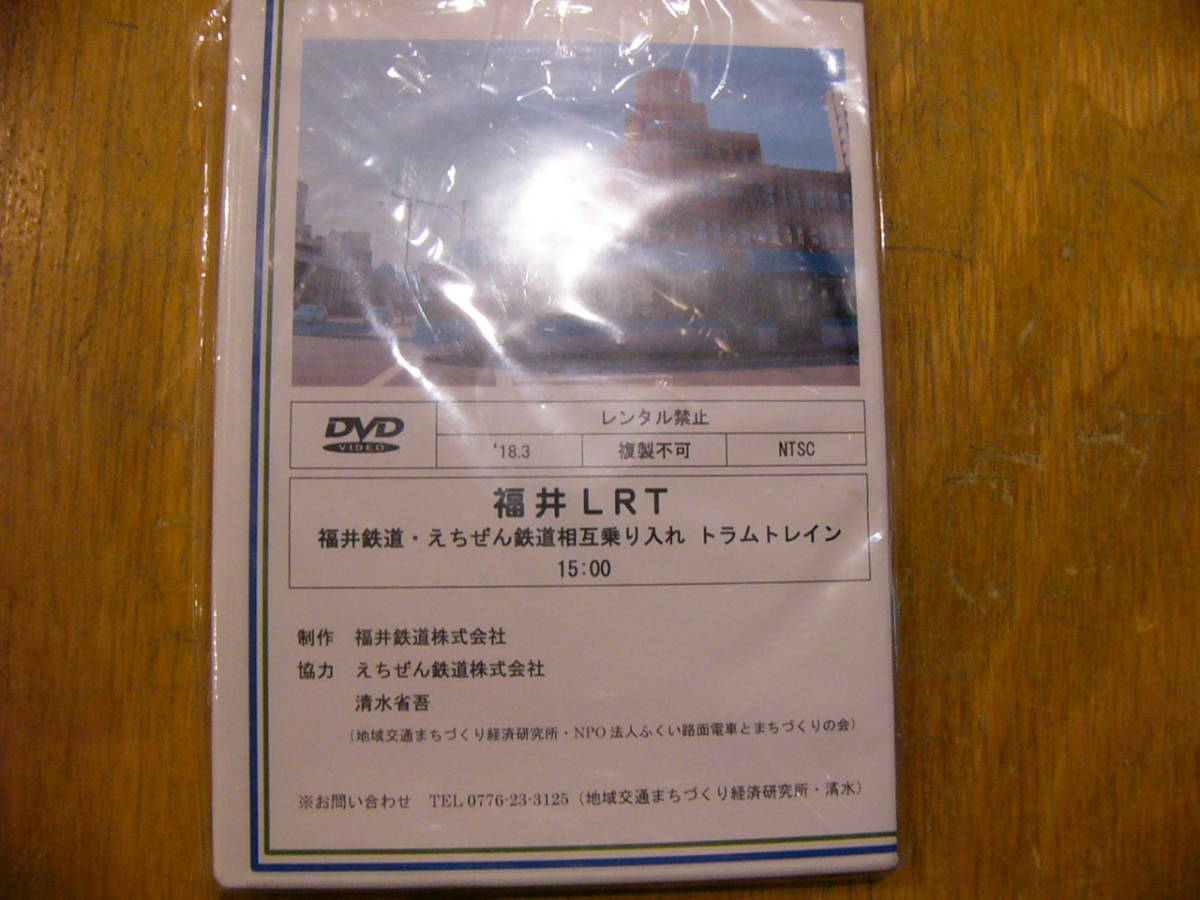 DVD
VIDEO
レンタル禁止
'18.3 複製不可 NTSC
福井LRT
福井鉄道・えちぜん鉄道相互乗り入れ トラムトレイン
15:00
制作 福井鉄道株式会社
協力 えちぜん鉄道株式会社
清水省吾
（地域交通まちづくり経済研究所・NPO法人ふくい路面電車とまちづくりの会）
※お問い合わせ TEL 0776-23-3125（地域交通まちづくり経済研究所・清水）